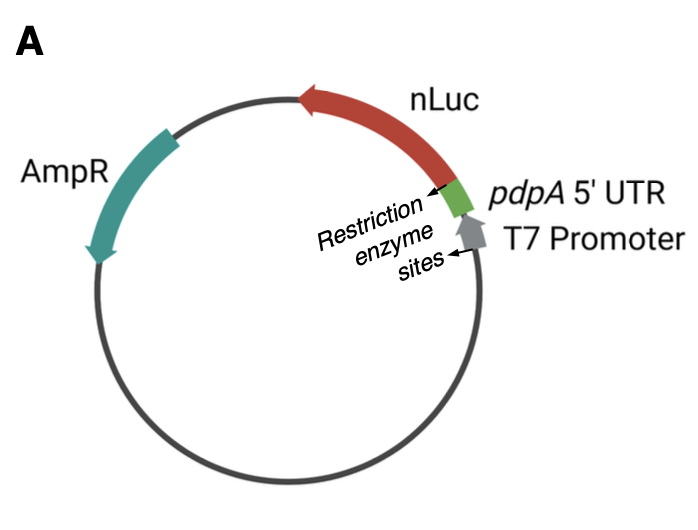 A
nLuc
AmpR
pdpA 5' UTR
Restriction
enzyme
sites
T7 Promoter